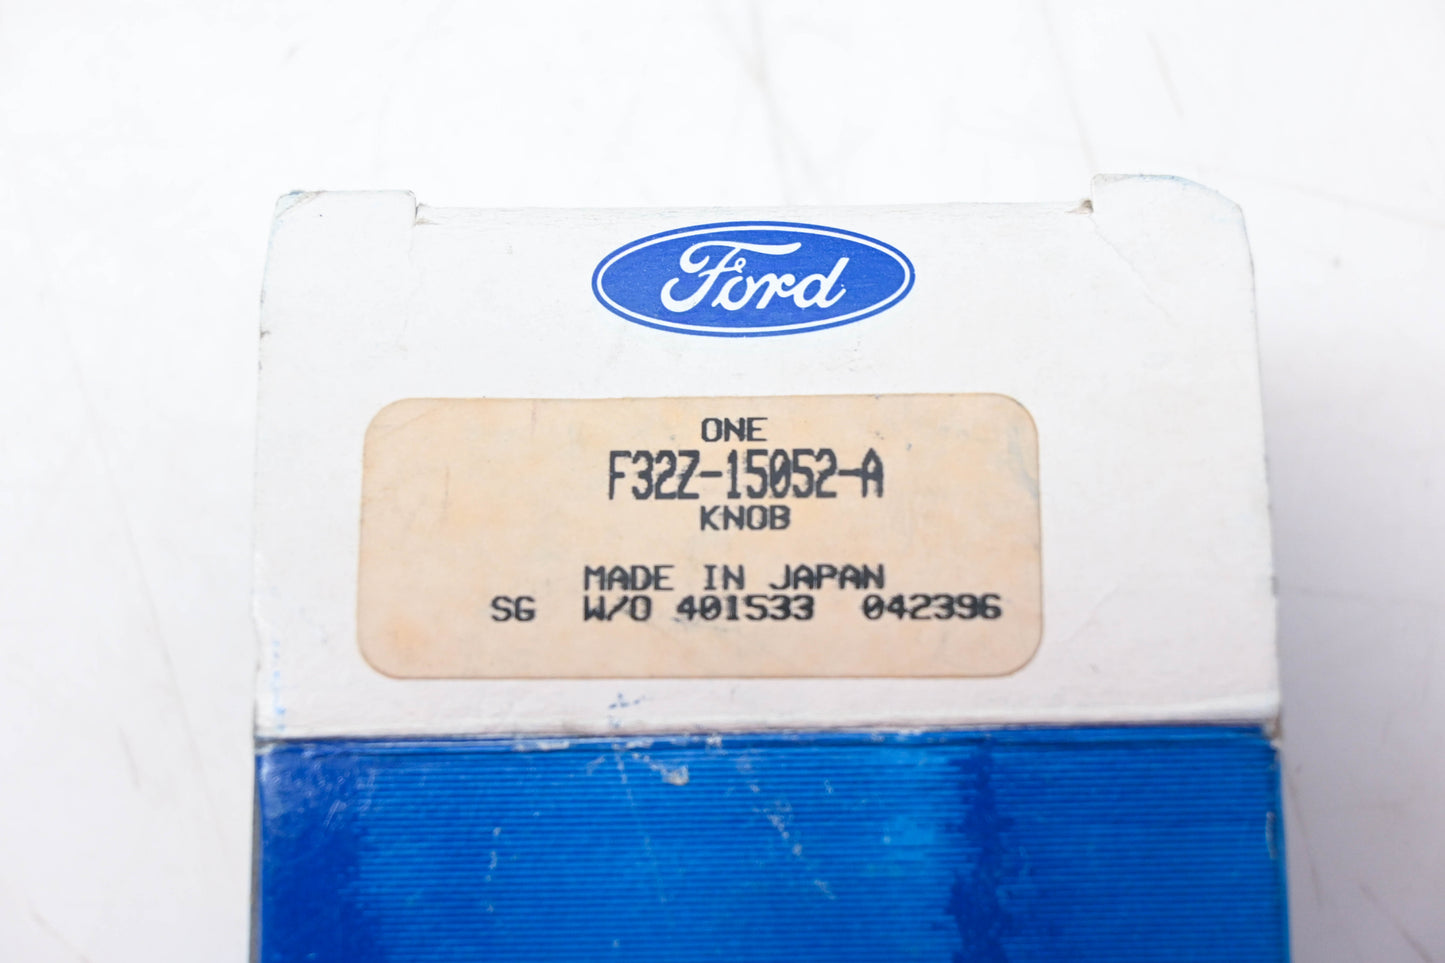 Ford
ONE
F32Z-15052-A
KNOB
MADE IN JAPAN
SG W/O 401533 042396